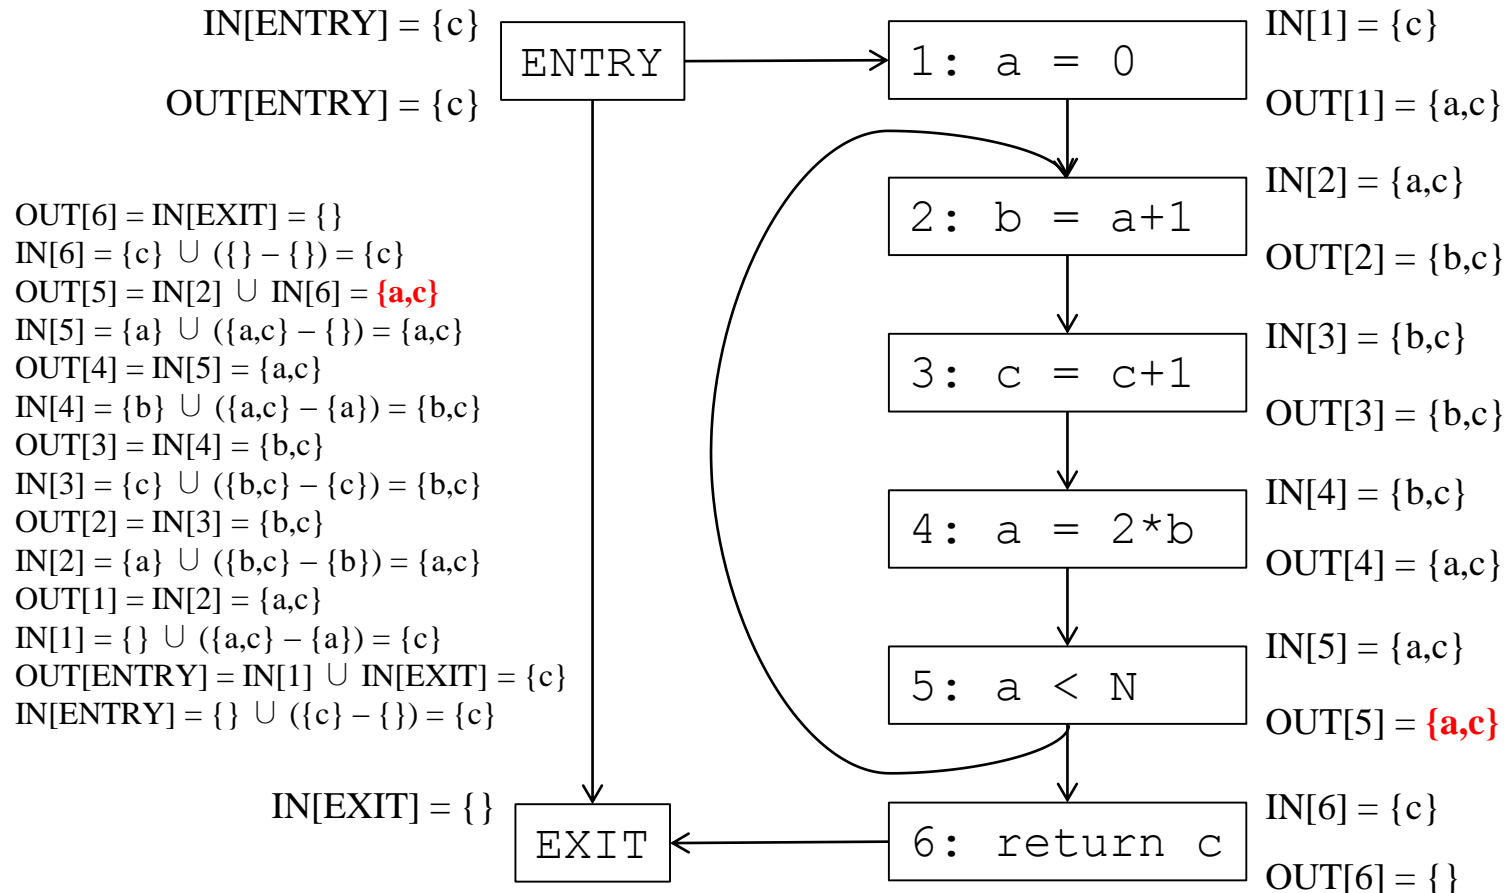 IN[ENTRY] = {c}
OUT[ENTRY] = {c}
ENTRY
1: a = 0
IN[1] = {c}
OUT[1] = {a,c}
2: b = a+1
IN[2] = {a,c}
OUT[2] = {b,c}
3: c = c+1
IN[3] = {b,c}
OUT[3] = {b,c}
4: a = 2*b
IN[4] = {b,c}
OUT[4] = {a,c}
5: a < N
IN[5] = {a,c}
OUT[5] = {a,c}
6: return c
IN[6] = {c}
OUT[6] = {}
OUT[6] = IN[EXIT] = {}
IN[6] = {c} ∪ ({} – {}) = {c}
OUT[5] = IN[2] ∪ IN[6] = {a,c}
IN[5] = {a} ∪ ({a,c} – {}) = {a,c}
OUT[4] = IN[5] = {a,c}
IN[4] = {b} ∪ ({a,c} – {a}) = {b,c}
OUT[3] = IN[4] = {b,c}
IN[3] = {c} ∪ ({b,c} – {c}) = {b,c}
OUT[2] = IN[3] = {b,c}
IN[2] = {a} ∪ ({b,c} – {b}) = {a,c}
OUT[1] = IN[2] = {a,c}
IN[1] = {} ∪ ({a,c} – {a}) = {c}
OUT[ENTRY] = IN[1] ∪ IN[EXIT] = {c}
IN[ENTRY] = {} ∪ ({c} – {}) = {c}
IN[EXIT] = {}
EXIT